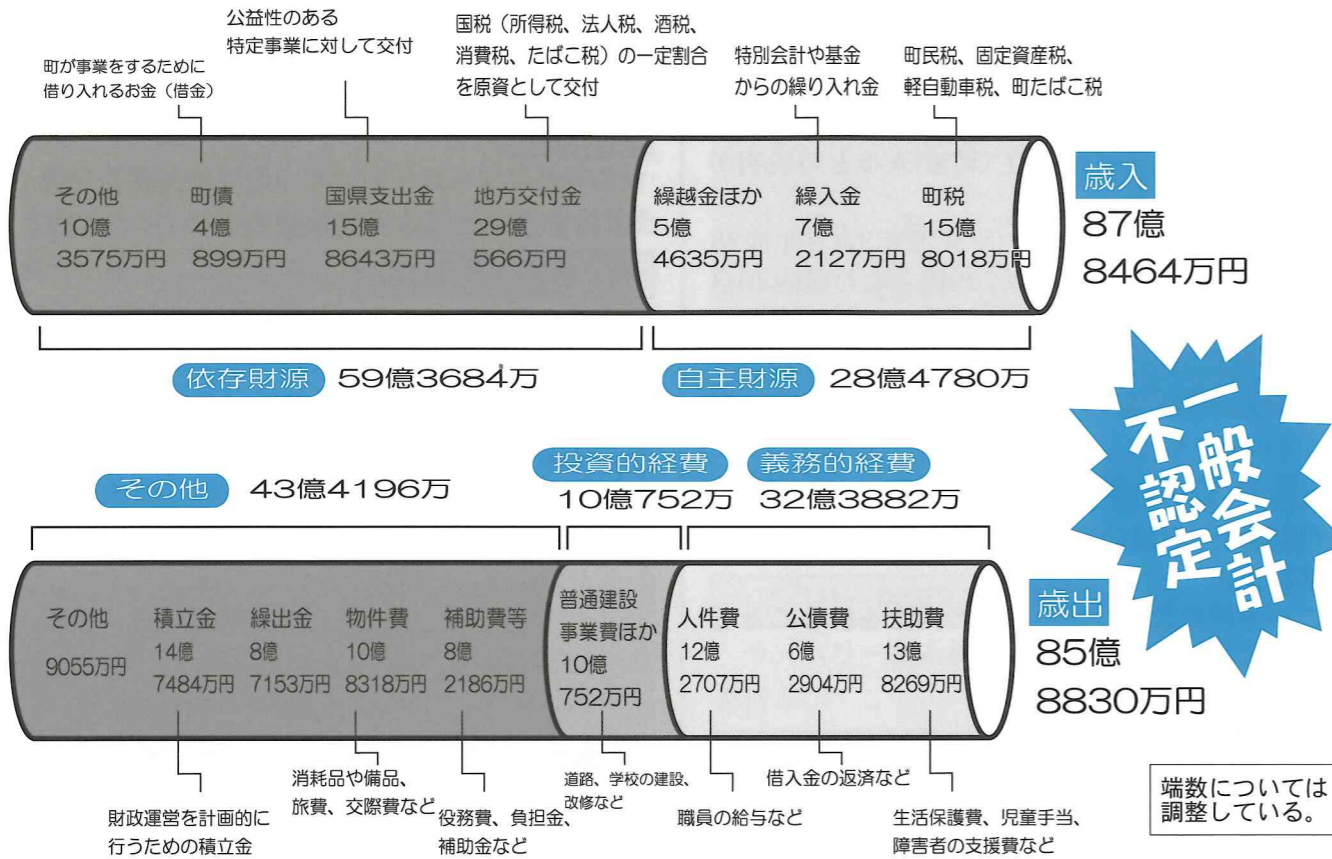 町が事業をするために
借り入れるお金（借金）
公益性のある
特定事業に対して交付
国税（所得税、法人税、酒税、
消費税、たばこ税）の一定割合
を原資として交付
特別会計や基金
からの繰り入れ金
町民税、固定資産税、
軽自動車税、町たばこ税
その他
10億
3575万円
町債
4億
899万円
国県支出金
15億
8643万円
地方交付金
29億
566万円
繰越金ほか
5億
4635万円
繰入金
7億
2127万円
町税
15億
8018万円
歳入
87億
8464万円
依存財源 59億3684万
自主財源 28億4780万
一般会計
不認定
その他 43億4196万
投資的経費
10億752万
義務的経費
32億3882万
その他
9055万円
積立金
14億
7484万円
繰出金
8億
7153万円
物件費
10億
8318万円
補助費等
8億
2186万円
普通建設
事業費ほか
10億
752万円
人件費
12億
2707万円
公債費
6億
2904万円
扶助費
13億
8269万円
歳出
85億
8830万円
財政運営を計画的に
行うための積立金
消耗品や備品、
旅費、交際費など
役務費、負担金、
補助金など
道路、学校の建設、
改修など
職員の給与など
借入金の返済など
生活保護費、児童手当、
障害者の支援費など
端数については
調整している。